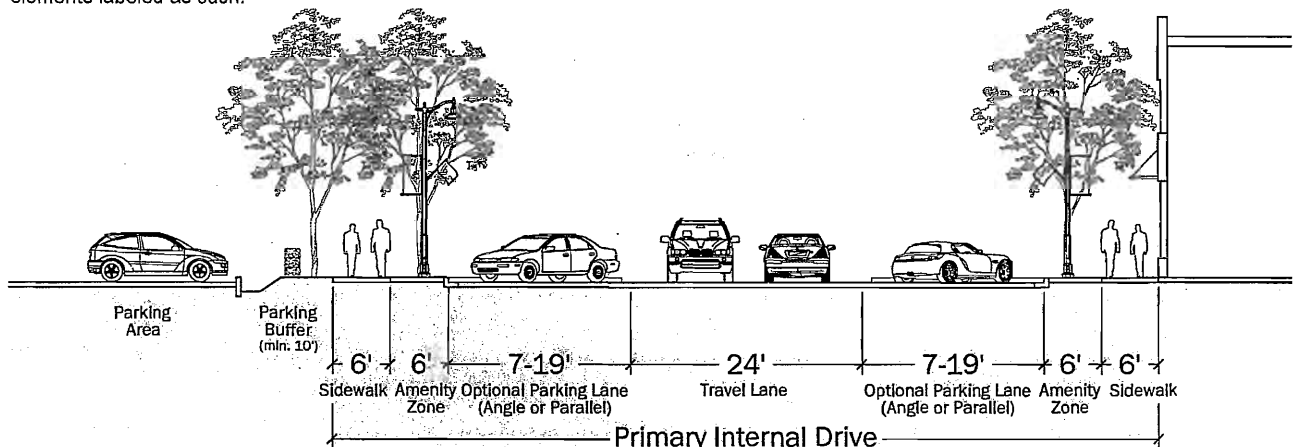 elements labeled as such.
Parking
Area
Parking
Buffer
(min. 10')
6'
Sidewalk
6'
Amenity
Zone
7-19'
Optional Parking Lane
(Angle or Parallel)
24'
Travel Lane
7-19'
Optional Parking Lane
(Angle or Parallel)
6'
Amenity
Zone
6'
Sidewalk
Primary Internal Drive